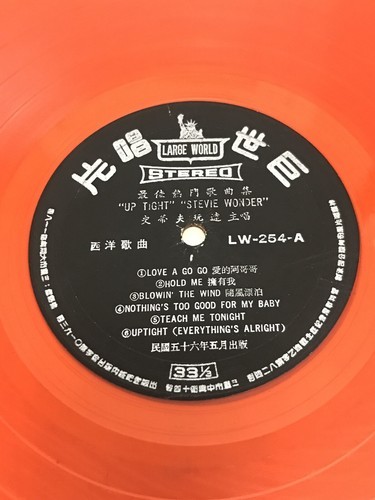 巨世唱片
LARGE WORLD
STEREO
最佳熱門歌曲集
"UP TIGHT" "STEVIE WONDER"
史帝夫玩達主唱
西洋歌曲
LW-254-A
①LOVE A GO GO 愛的阿哥哥
②HOLD ME 擁有我
③BLOWIN' THE WIND 隨風漂泊
④NOTHING'S TOO GOOD FOR MY BABY
⑤TEACH ME TONIGHT
⑥UPTIGHT (EVERYTHING'S ALRIGHT)
民國五十六年五月出版
33⅓